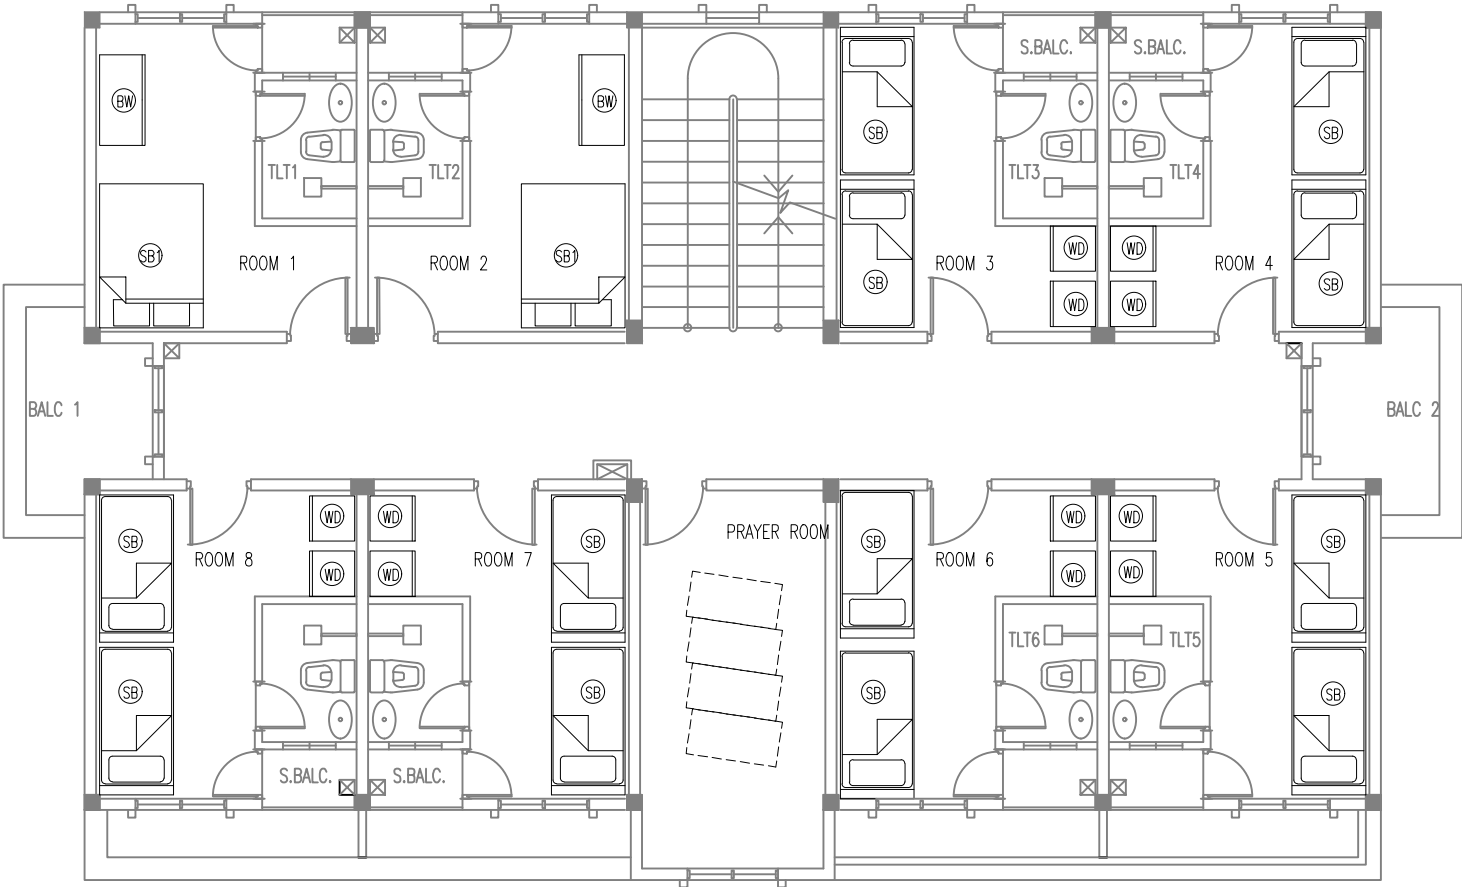 S.BALC.
S.BALC.
BW
BW
SB
SB
TLT1
TLT2
TLT3
TLT4
SB1
SB1
ROOM 1
ROOM 2
SB
ROOM 3
WD
WD
ROOM 4
SB
WD
WD
BALC 1
BALC 2
SB
WD
WD
SB
PRAYER ROOM
SB
WD
WD
SB
ROOM 8
WD
WD
ROOM 7
ROOM 6
WD
WD
ROOM 5
TLT6
TLT5
SB
SB
SB
SB
S.BALC.
S.BALC.